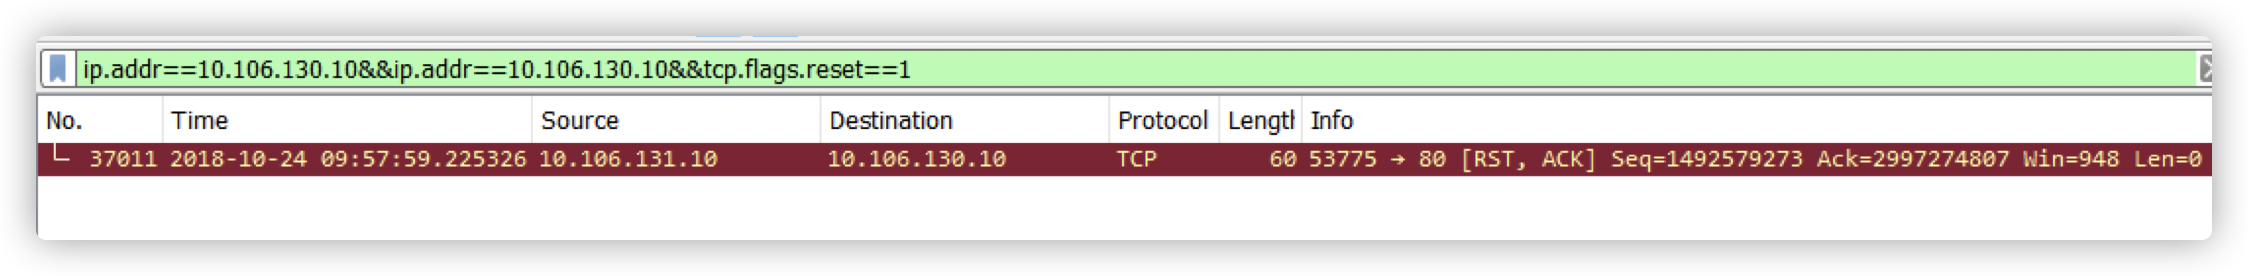 ip.addr==10.106.130.10&&ip.addr==10.106.130.10&&tcp.flags.reset==1
No. Time Source Destination Protocol Lengtl Info
37011 2018-10-24 09:57:59.225326 10.106.131.10 10.106.130.10 TCP 60 53775 → 80 [RST, ACK] Seq=1492579273 Ack=2997274807 Win=948 Len=0